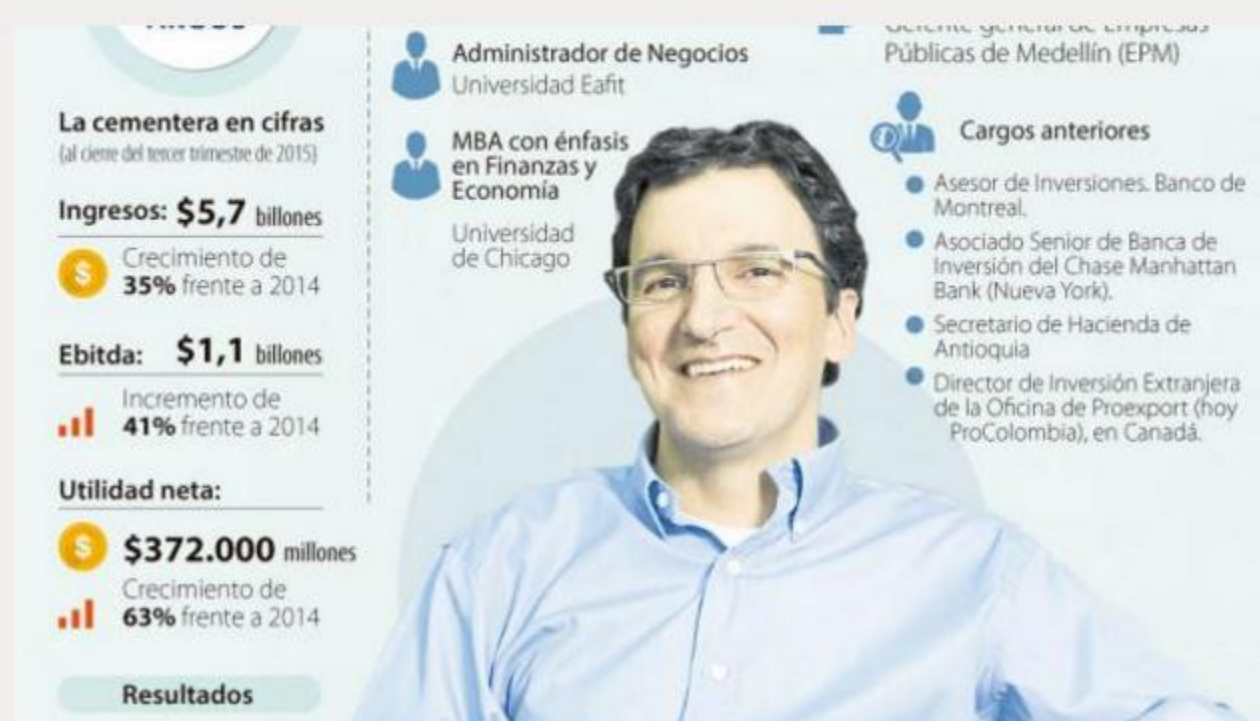 La cementera en cifras
(al cierre del tercer trimestre de 2015)
Ingresos: $5,7 billones
Crecimiento de
35% frente a 2014
Ebitda: $1,1 billones
Incremento de
41% frente a 2014
Utilidad neta:
$372.000 millones
Crecimiento de
63% frente a 2014
Resultados
Administrador de Negocios
Universidad Eafit
MBA con énfasis
en Finanzas y
Economía
Universidad
de Chicago
Gerente general de Empresas
Públicas de Medellín (EPM)
Cargos anteriores
Asesor de Inversiones. Banco de
Montreal.
Asociado Senior de Banca de
Inversión del Chase Manhattan
Bank (Nueva York).
Secretario de Hacienda de
Antioquia
Director de Inversión Extranjera
de la Oficina de Proexport (hoy
ProColombia), en Canadá.